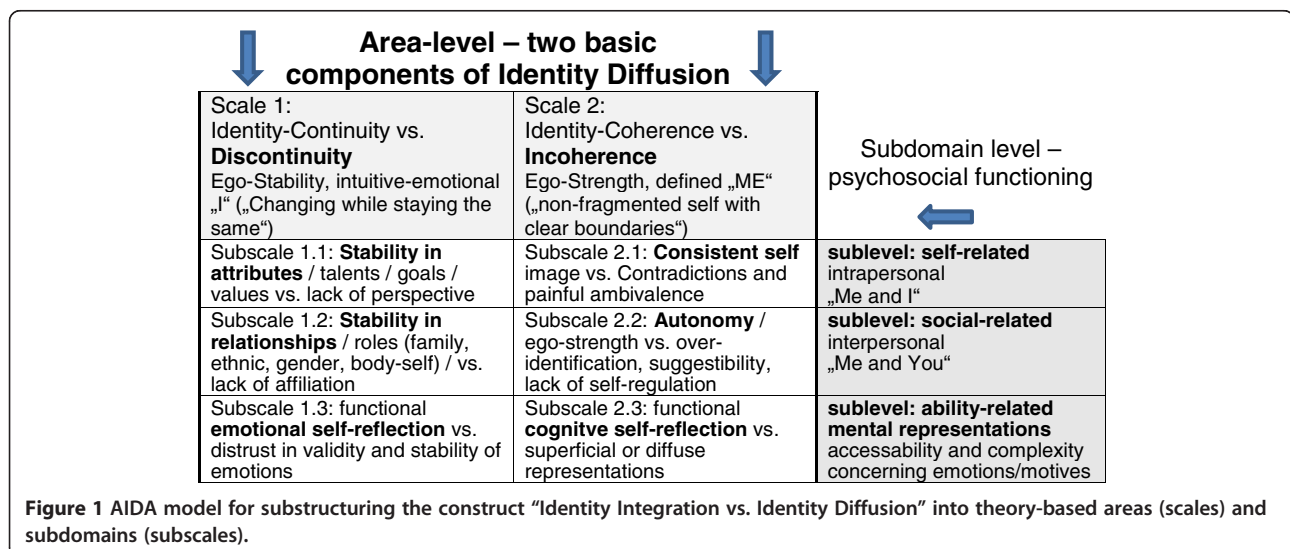 Area-level – two basic
components of Identity Diffusion
Scale 1:
Identity-Continuity vs.
Discontinuity
Ego-Stability, intuitive-emotional
„I“ („Changing while staying the
same“)
Scale 2:
Identity-Coherence vs.
Incoherence
Ego-Strength, defined „ME“
(„non-fragmented self with
clear boundaries“)
Subdomain level –
psychosocial functioning
Subscale 1.1: Stability in
attributes / talents / goals /
values vs. lack of perspective
Subscale 2.1: Consistent self
image vs. Contradictions and
painful ambivalence
sublevel: self-related
intrapersonal
„Me and I“
Subscale 1.2: Stability in
relationships / roles (family,
ethnic, gender, body-self) / vs.
lack of affiliation
Subscale 2.2: Autonomy /
ego-strength vs. over-
identification, suggestibility,
lack of self-regulation
sublevel: social-related
interpersonal
„Me and You“
Subscale 1.3: functional
emotional self-reflection vs.
distrust in validity and stability of
emotions
Subscale 2.3: functional
cognitve self-reflection vs.
superficial or diffuse
representations
sublevel: ability-related
mental representations
accessability and complexity
concerning emotions/motives
Figure 1 AIDA model for substructuring the construct “Identity Integration vs. Identity Diffusion” into theory-based areas (scales) and
subdomains (subscales).